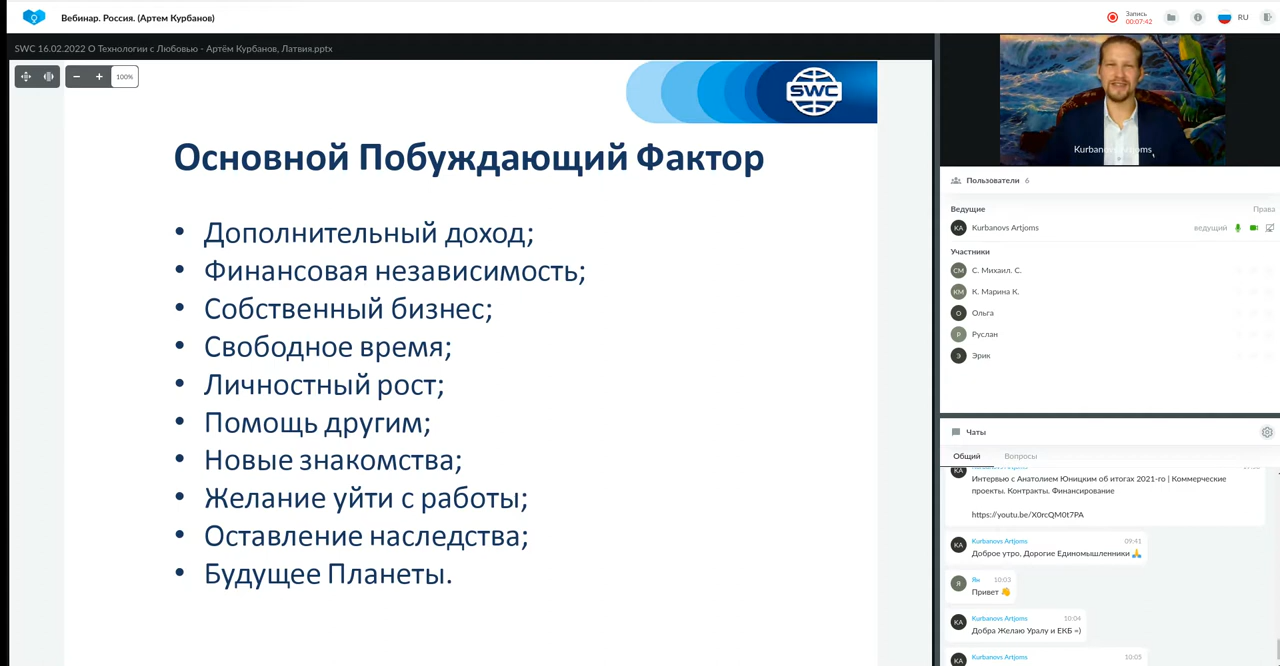 Вебинар. Россия. (Артем Курбанов)
Запись
00:07:42
RU
SWC 16.02.2022 О Технологии с Любовью - Артём Курбанов, Латвия.pptx
100%
SWC
Основной Побуждающий Фактор
• Дополнительный доход;
• Финансовая независимость;
• Собственный бизнес;
• Свободное время;
• Личностный рост;
• Помощь другим;
• Новые знакомства;
• Желание уйти с работы;
• Оставление наследства;
• Будущее Планеты.
Kurbanovs Artjoms
Пользователи 6
Ведущие Права
KA Kurbanovs Artjoms ведущий
Участники
СМ С. Михаил. С.
КМ К. Марина К.
О Ольга
Р Руслан
Э Эрик
Чаты
Общий Вопросы
KA
Интервью с Анатолием Юницким об итогах 2021-го | Коммерческие
проекты. Контракты. Финансирование
https://youtu.be/X0rcQM0t7PA
KA Kurbanovs Artjoms 09:41
Доброе утро, Дорогие Единомышленники 🙏
Я Ян 10:03
Привет 👋
KA Kurbanovs Artjoms 10:04
Добра Желаю Уралу и ЕКБ =)
KA Kurbanovs Artjoms 10:05